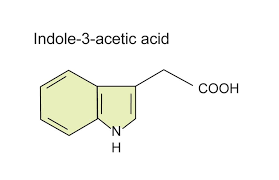 Indole-3-acetic acid
COOH
N
H